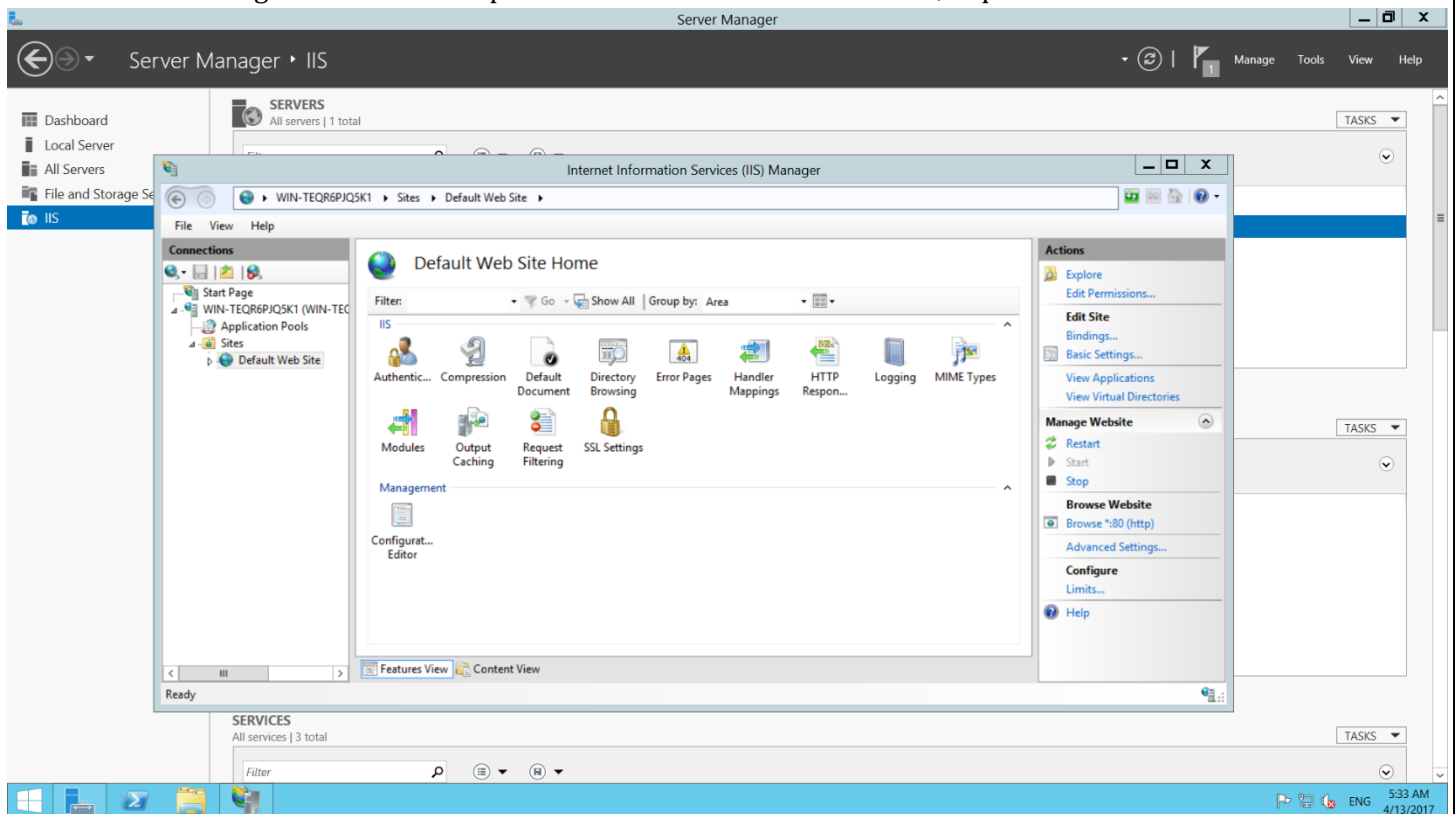 Server Manager
Server Manager ‣ IIS
1
Manage Tools View Help
Dashboard
Local Server
All Servers
File and Storage Se
IIS
SERVERS
All servers | 1 total
TASKS
Internet Information Services (IIS) Manager
WIN-TEQR6PJQ5K1 ‣ Sites ‣ Default Web Site ‣
File View Help
Connections
Start Page
WIN-TEQR6PJQ5K1 (WIN-TEC
Application Pools
Sites
Default Web Site
Default Web Site Home
Filter: Go Show All Group by: Area
IIS
Authentic... Compression Default Document Directory Browsing Error Pages Handler Mappings HTTP Respon... Logging MIME Types
Modules Output Caching Request Filtering SSL Settings
Management
Configurat... Editor
Features View Content View
Ready
Actions
Explore
Edit Permissions...
Edit Site
Bindings...
Basic Settings...
View Applications
View Virtual Directories
Manage Website
Restart
Start
Stop
Browse Website
Browse *:80 (http)
Advanced Settings...
Configure
Limits...
Help
TASKS
SERVICES
All services | 3 total
TASKS
Filter
ENG
5:33 AM
4/13/2017